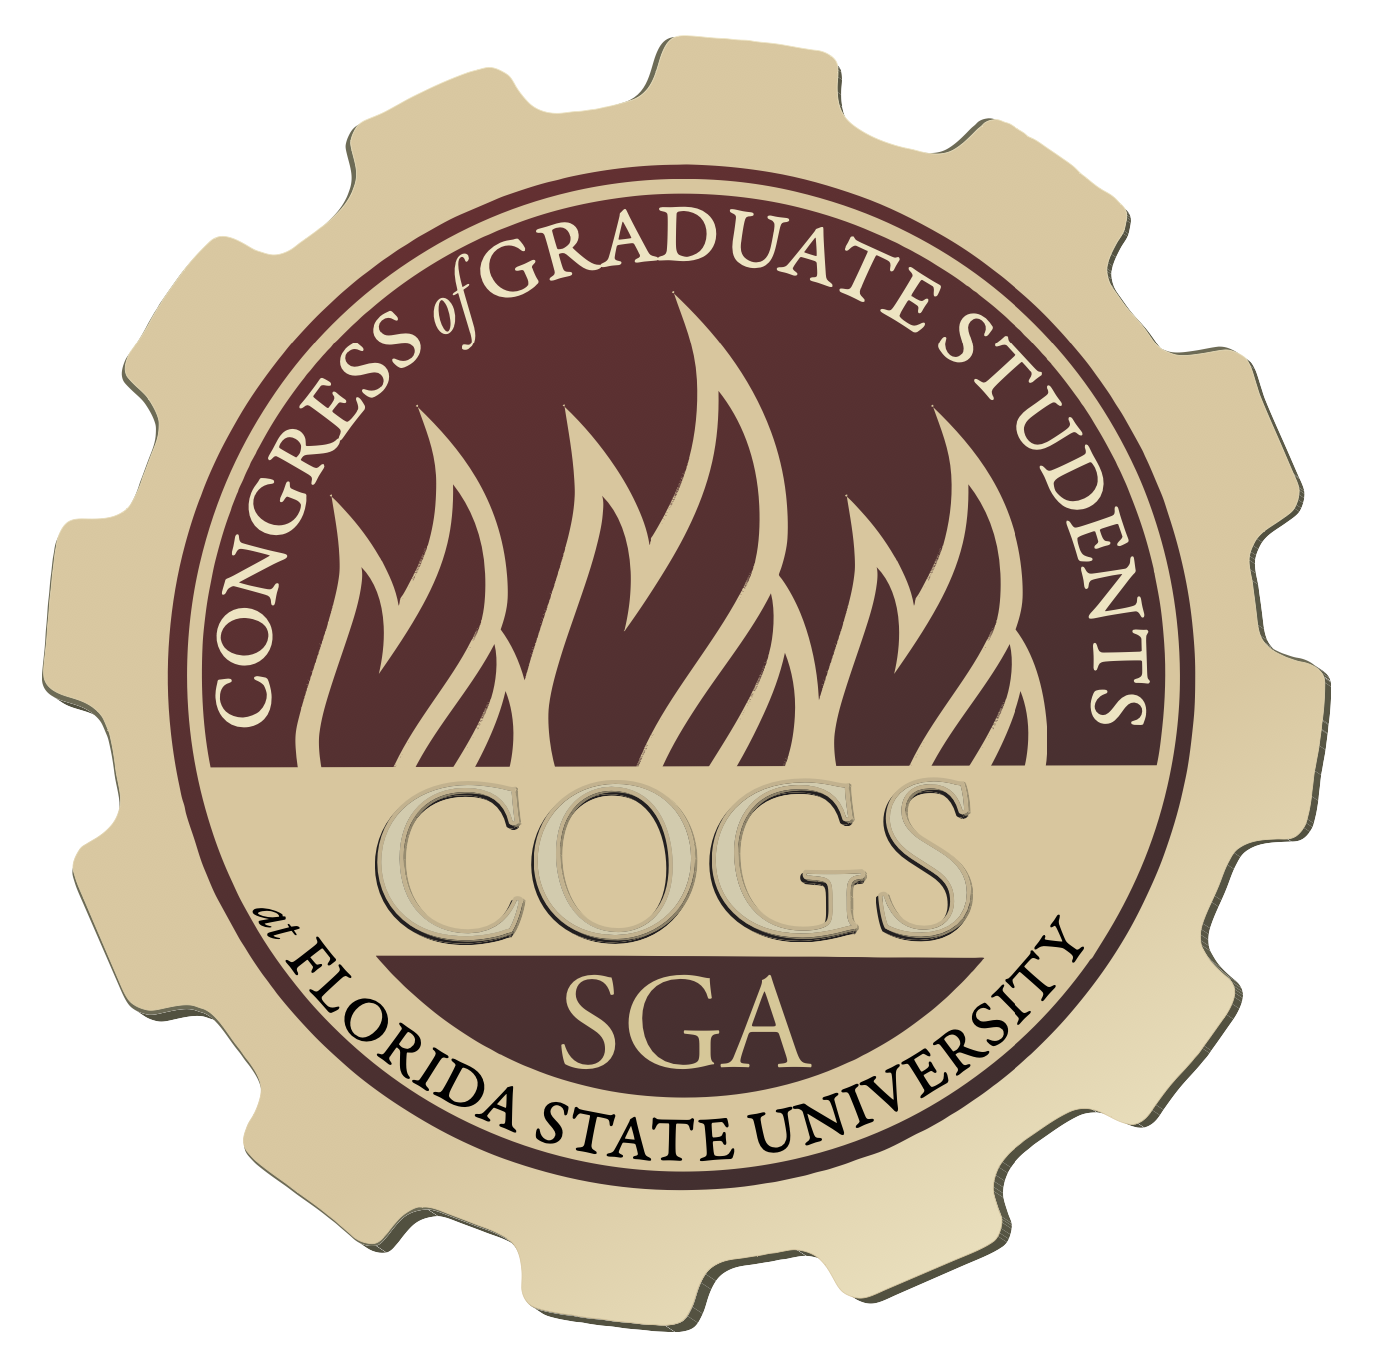 CONGRESS of GRADUATE STUDENTS
COGS
SGA
at FLORIDA STATE UNIVERSITY